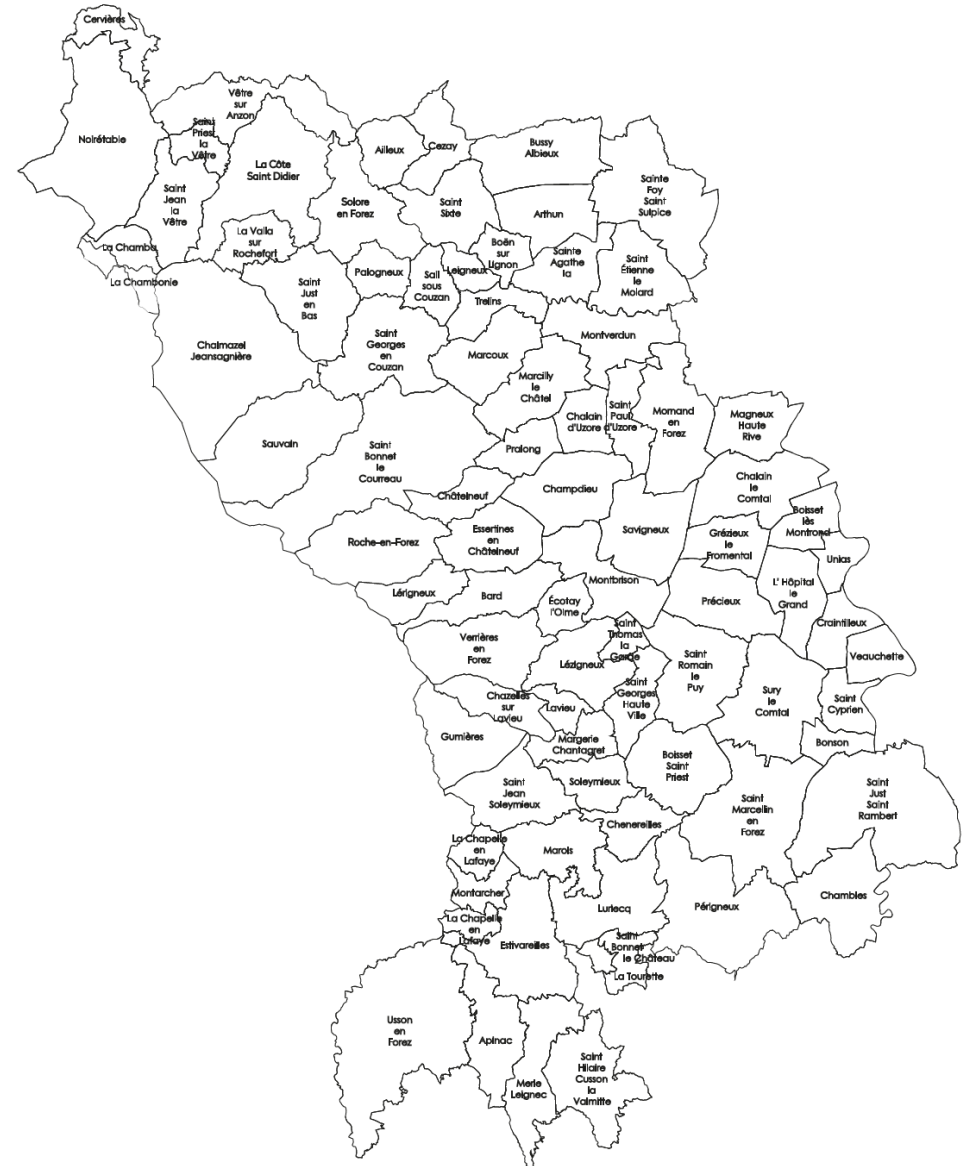 Cervières
Noirétable
Vêtre
sur
Anzon
Saint
Priest
la
Vêtre
La Côte
Saint Didier
Ailleux
Cezay
Bussy
Albieux
Sainte
Foy
Saint
Sulpice
Saint
Jean
la
Vêtre
Solore
en Forez
Saint
Sixte
Arthun
La Chamba
La Valla
sur
Rochefort
Boën
sur
Lignon
Sainte
Agathe
la
Saint
Étienne
le
Molard
La Chambonie
Saint
Just
en
Bas
Palogneux
Sail
sous
Couzan
Leigneux
Trelins
Chalmazel
Jeansagnière
Saint
Georges
en
Couzan
Marcoux
Montverdun
Marcilly
le
Châtel
Sauvain
Saint
Bonnet
le
Courreau
Pralong
Chalain
d'Uzore
Saint
Paul
d'Uzore
Mornand
en
Forez
Magneux
Haute
Rive
Châtelneuf
Champdieu
Chalain
le
Comtal
Boisset
lès
Montrond
Roche-en-Forez
Essertines
en
Châtelneuf
Savigneux
Grézieux
le
Fromental
Unias
Lérigneux
Bard
Écotay
l'Olme
Montbrison
Précieux
L' Hôpital
le
Grand
Craintilleux
Verrières
en
Forez
Lézigneux
Saint
Thomas
la
Garde
Saint
Romain
le
Puy
Veauchette
Chazelles
sur
Lavieu
Lavieu
Saint
Georges
Haute
Ville
Sury
le
Comtal
Saint
Cyprien
Gumières
Margerie
Chantagret
Boisset
Saint
Priest
Bonson
Saint
Jean
Soleymieux
Soleymieux
Saint
Marcellin
en
Forez
Saint
Just
Saint
Rambert
Chenereilles
La Chapelle
en
Lafaye
Marols
Montarcher
Luriecq
Périgneux
Chambles
La Chapelle
en
Lafaye
Estivareilles
Saint
Bonnet
le Château
La Tourette
Usson
en
Forez
Apinac
Merle
Leignec
Saint
Hilaire
Cusson
la
Valmitte